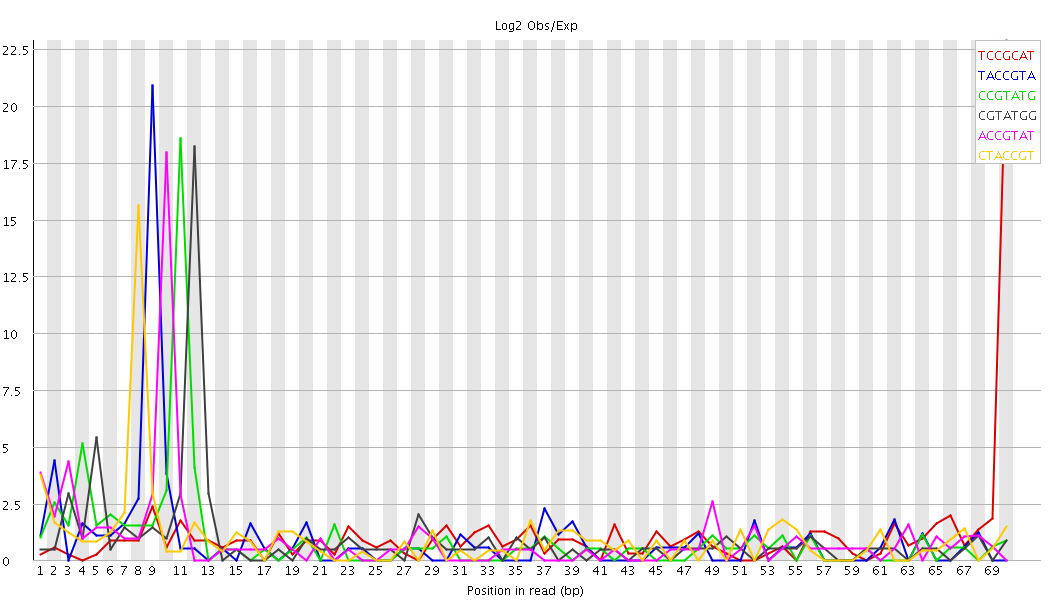 Log2 Obs/Exp
22.5
20
17.5
15
12.5
10
7.5
5
2.5
0
TCCGCAT
TACCGTA
CCGTATG
CGTATGG
ACCGTAT
CTACCGT
1 2 3 4 5 6 7 8 9 11 13 15 17 19 21 23 25 27 29 31 33 35 37 39 41 43 45 47 49 51 53 55 57 59 61 63 65 67 69
Position in read (bp)